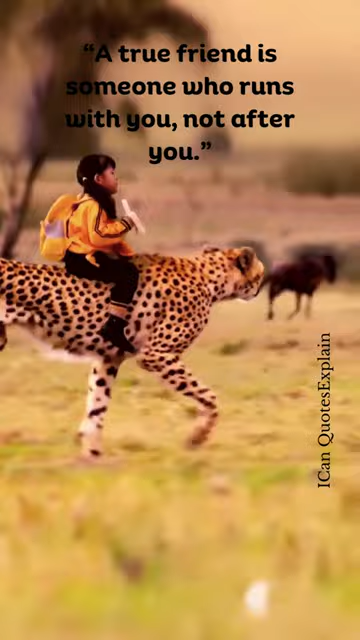 “A true friend is
someone who runs
with you, not after
you.”
ICan QuotesExplain